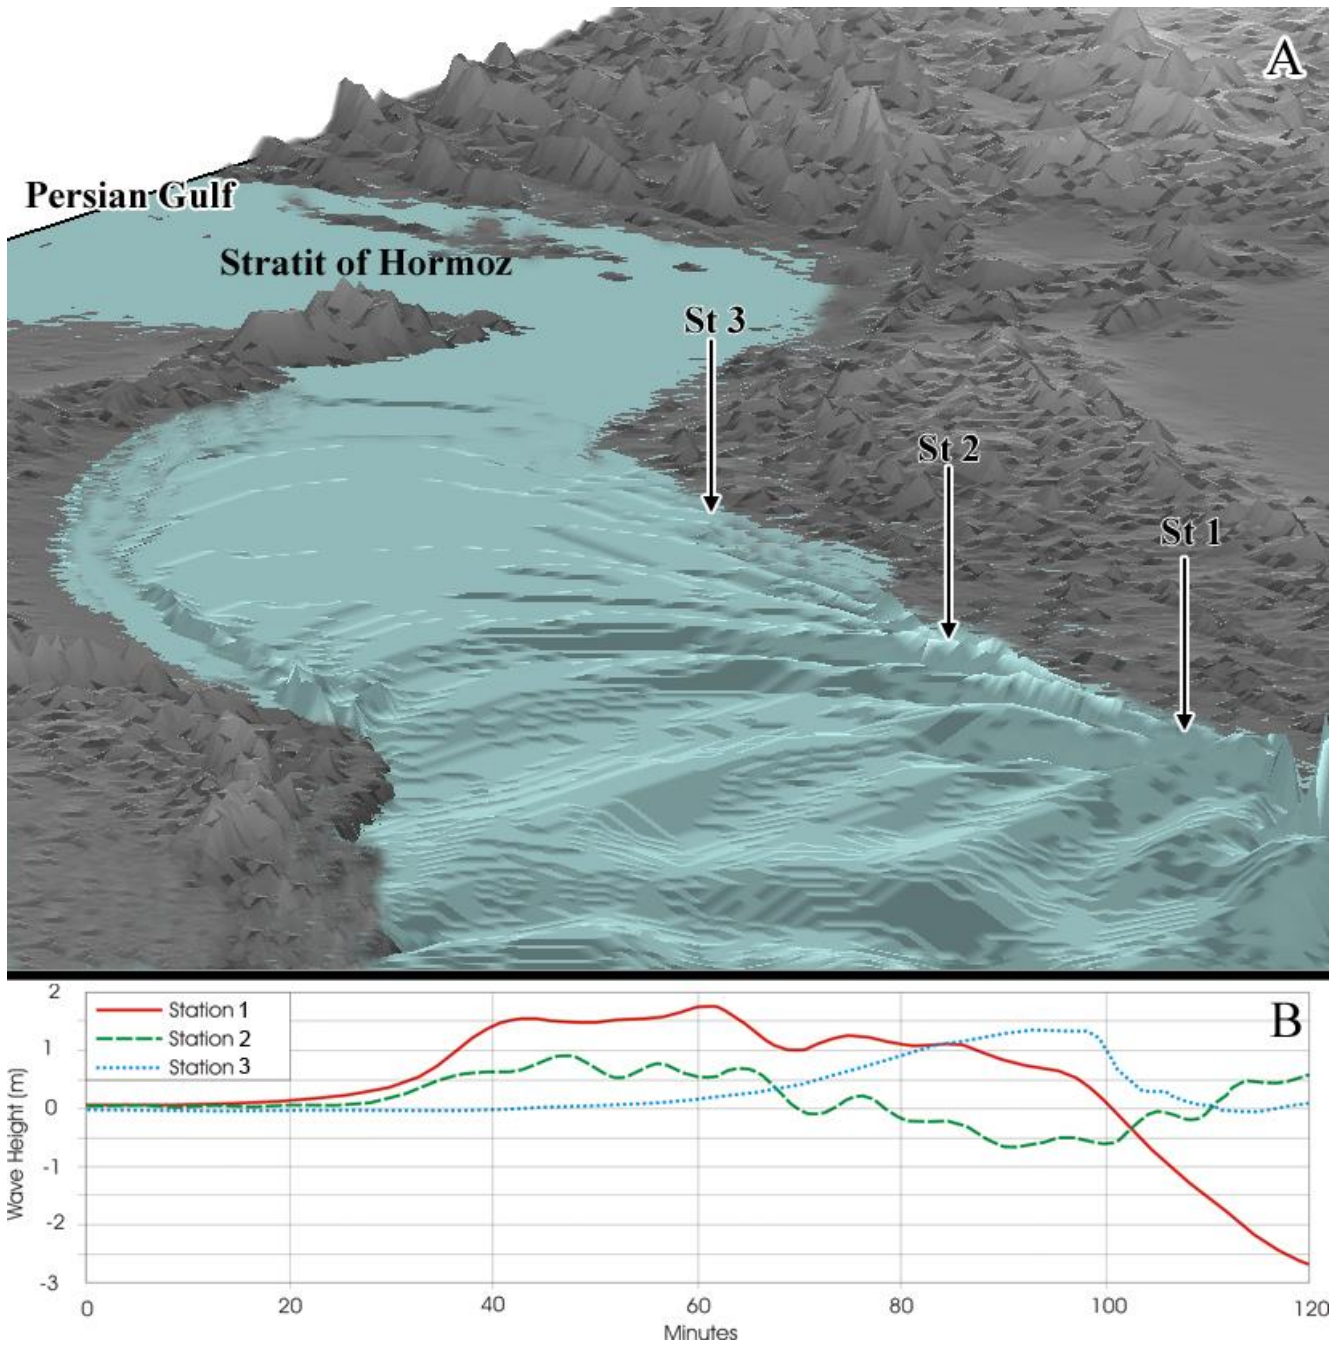 A
Persian Gulf
Stratit of Hormoz
St 3
St 2
St 1
B
Station 1
Station 2
Station 3
Wave Height (m)
2
1
0
-1
-2
-3
0 20 40 60 80 100 120
Minutes